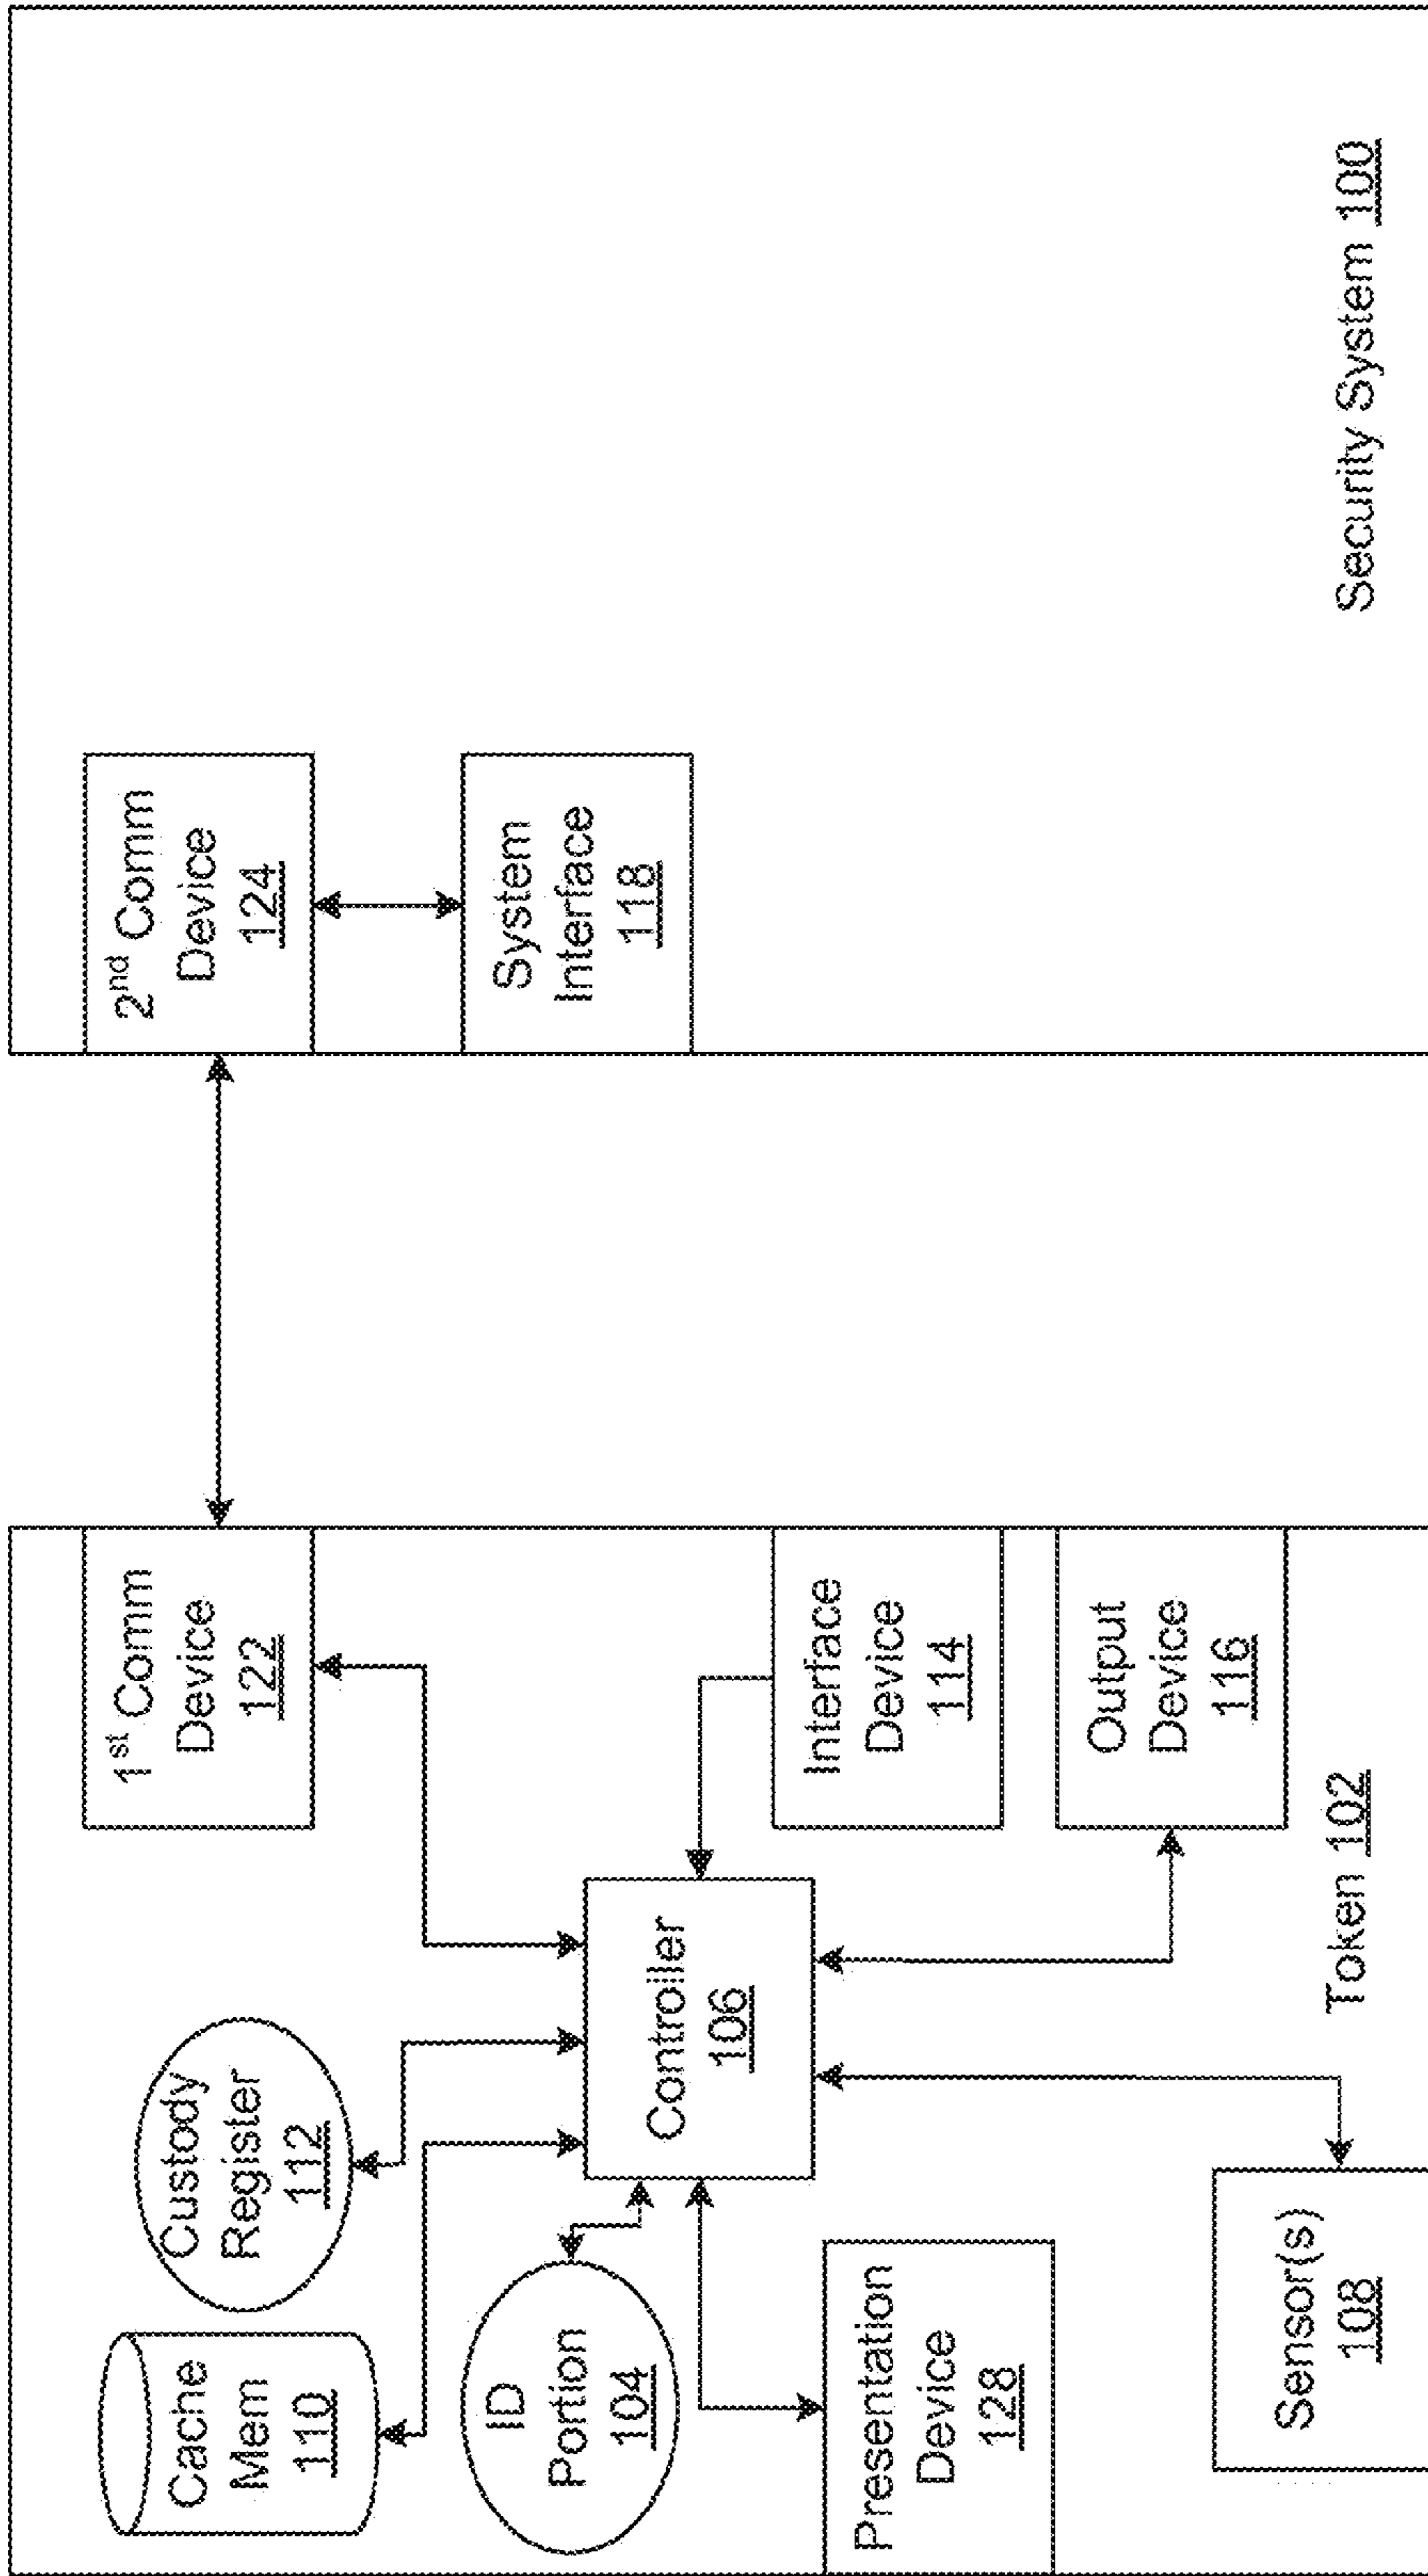 Cache
Mem
110
Custody
Register
112
1st Comm
Device
122
2nd Comm
Device
124
ID
Portion
104
Controller
106
System
Interface
118
Presentation
Device
128
Interface
Device
114
Output
Device
116
Sensor(s)
108
Token 102
Security System 100